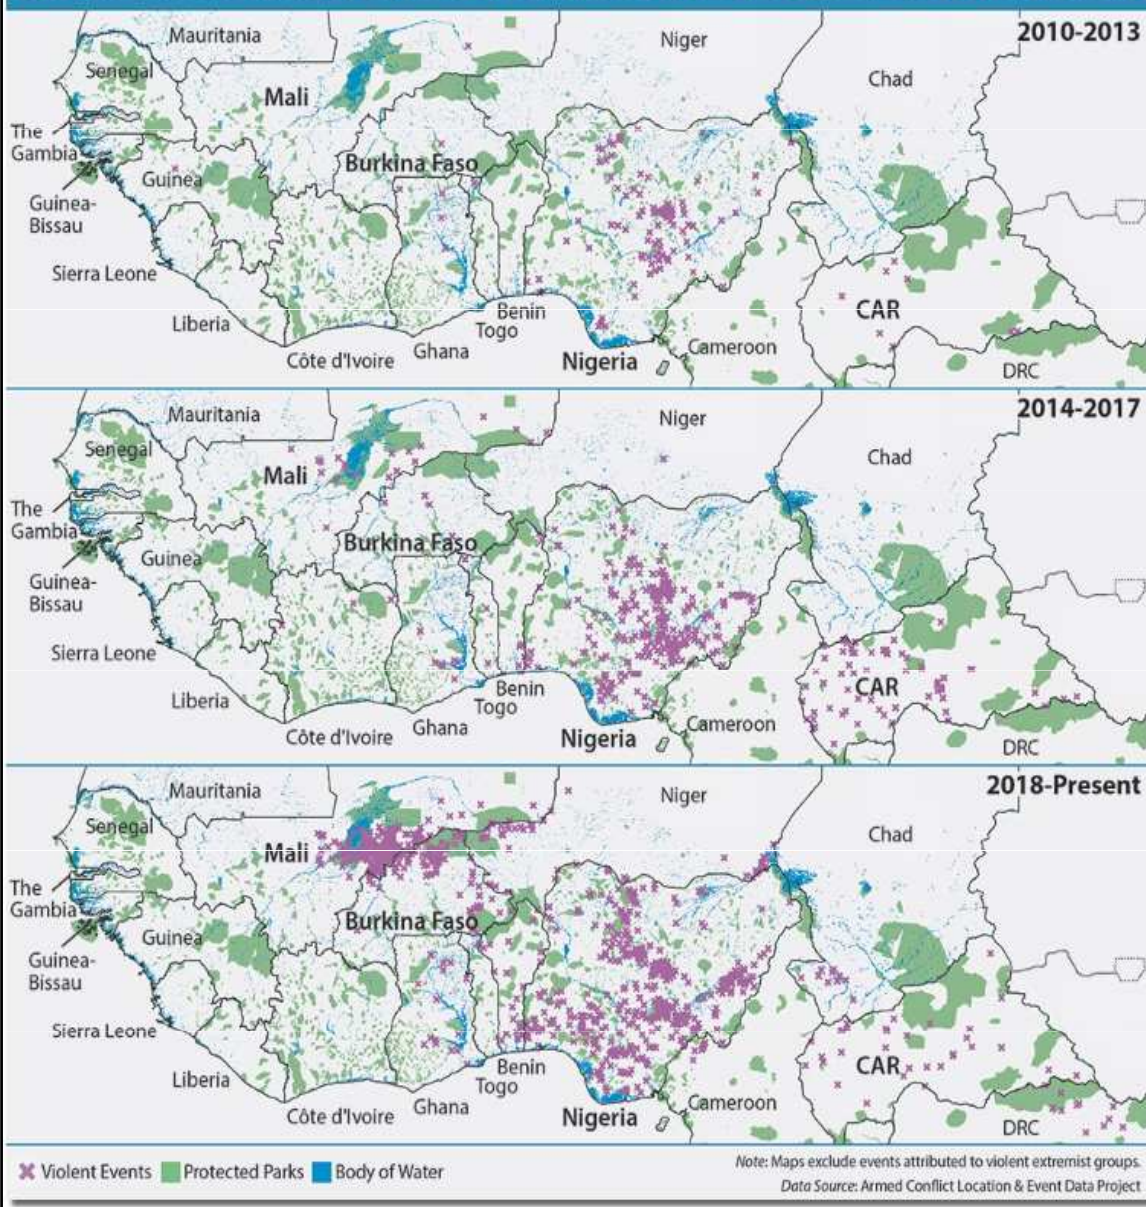 2010-2013
Mauritania
Niger
Senegal
Chad
Mali
The
Gambia
Burkina Faso
Guinea
Guinea-
Bissau
Sierra Leone
CAR
Benin
Liberia
Togo
Ghana
Cameroon
Côte d'Ivoire
Nigeria
DRC
2014-2017
Mauritania
Niger
Senegal
Chad
Mali
The
Gambia
Burkina Faso
Guinea
Guinea-
Bissau
Sierra Leone
CAR
Benin
Liberia
Togo
Ghana
Cameroon
Côte d'Ivoire
Nigeria
DRC
2018-Present
Mauritania
Niger
Senegal
Chad
Mali
The
Gambia
Burkina Faso
Guinea
Guinea-
Bissau
Sierra Leone
CAR
Benin
Liberia
Togo
Ghana
Cameroon
Côte d'Ivoire
Nigeria
DRC
Violent Events Protected Parks Body of Water
Note: Maps exclude events attributed to violent extremist groups.
Data Source: Armed Conflict Location & Event Data Project